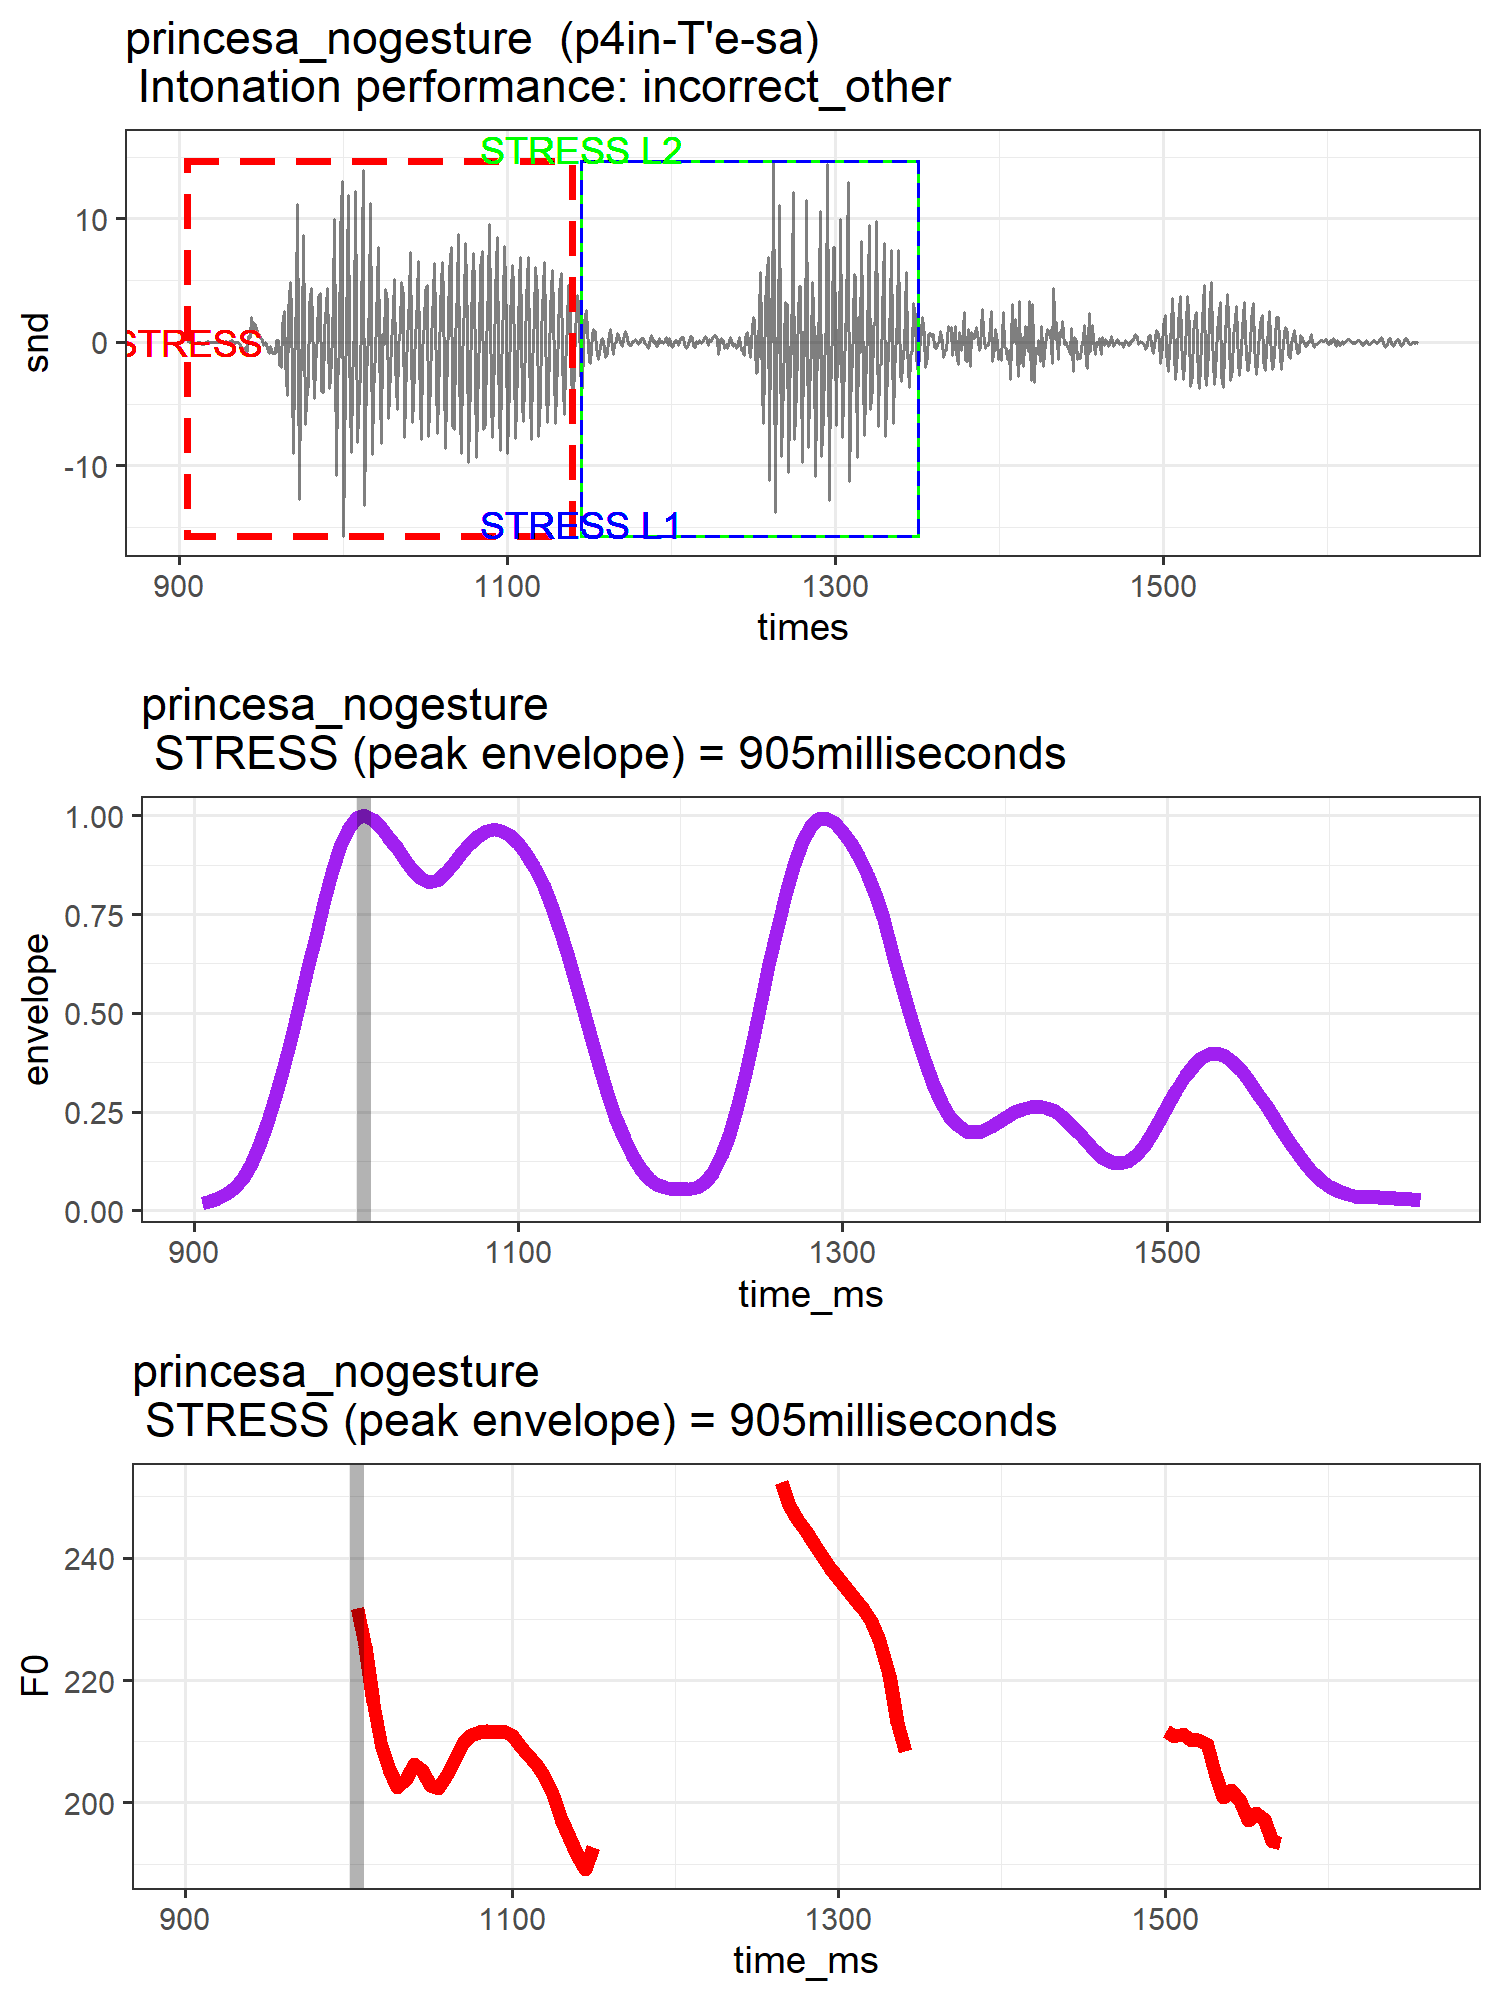 princesa_nogesture  (p4in-T'e-sa)
Intonation performance: incorrect_other
STRESS L2
STRESS
STRESS L1
snd
10
0
-10
900 1100 1300 1500
times
princesa_nogesture
STRESS (peak envelope) = 905milliseconds
envelope
1.00
0.75
0.50
0.25
0.00
900 1100 1300 1500
time_ms
princesa_nogesture
STRESS (peak envelope) = 905milliseconds
F0
240
220
200
900 1100 1300 1500
time_ms